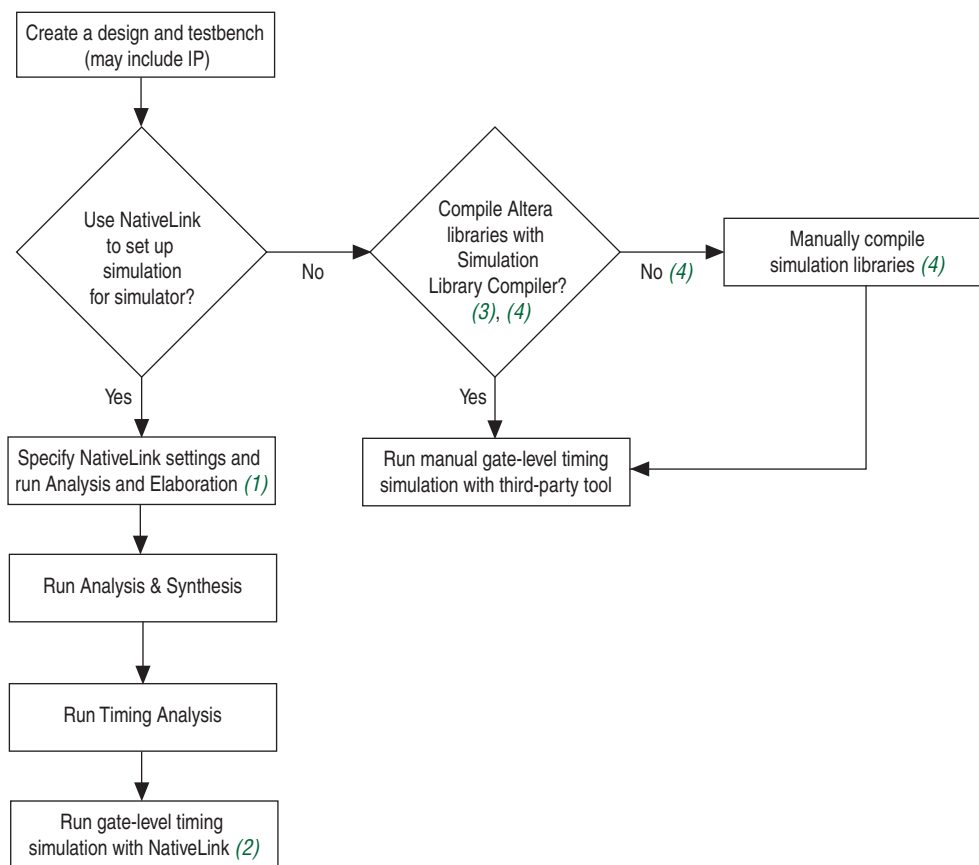 Create a design and testbench
(may include IP)
Use NativeLink
to set up
simulation
for simulator?
No
Compile Altera
libraries with
Simulation
Library Compiler?
(3), (4)
No (4)
Manually compile
simulation libraries (4)
Yes
Yes
Specify NativeLink settings and
run Analysis and Elaboration (1)
Run manual gate-level timing
simulation with third-party tool
Run Analysis & Synthesis
Run Timing Analysis
Run gate-level timing
simulation with NativeLink (2)